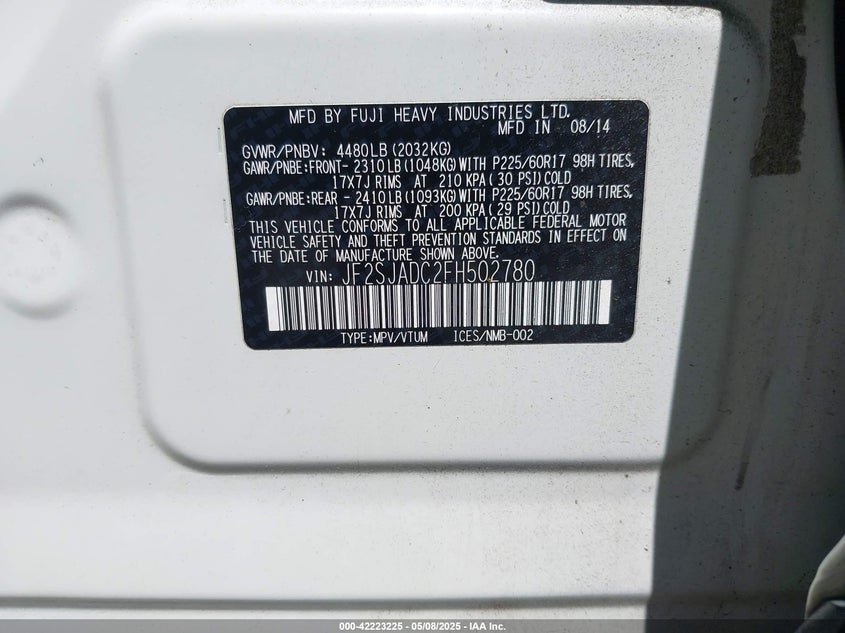 MFD BY FUJI HEAVY INDUSTRIES LTD.
MFD IN 08/14
GVWR/PNBV: 4480LB(2032KG)
GAWR/PNBE:FRONT- 2310LB(1048KG)WITH P225/60R17 98H TIRES,
17X7J RIMS AT 210 KPA(30 PSI)COLD
GAWR/PNBE:REAR - 2410LB(1093KG)WITH P225/60R17 98H TIRES,
17X7J RIMS AT 200 KPA(29 PSI)COLD
THIS VEHICLE CONFORMS TO ALL APPLICABLE FEDERAL MOTOR
VEHICLE SAFETY AND THEFT PREVENTION STANDARDS IN EFFECT ON
THE DATE OF MANUFACTURE SHOWN ABOVE.
VIN: JF2SJADC2FH502780
TYPE:MPV/VTUM ICES/NMB-002
000-42223225 - 05/08/2025 - IAA Inc.